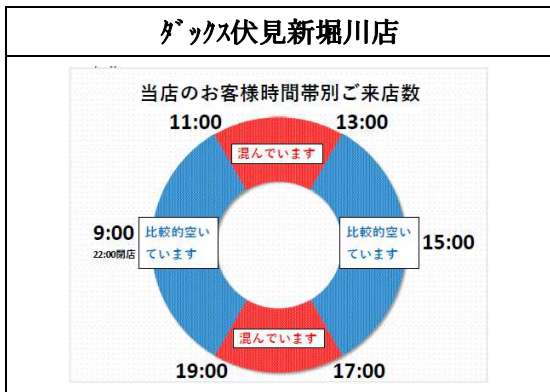 ﾀﾞｯｸｽ伏見新堀川店
当店のお客様時間帯別ご来店数
11:00
13:00
混んでいます
9:00
22:00閉店
比較的空い
ています
比較的空い
ています
15:00
混んでいます
19:00
17:00